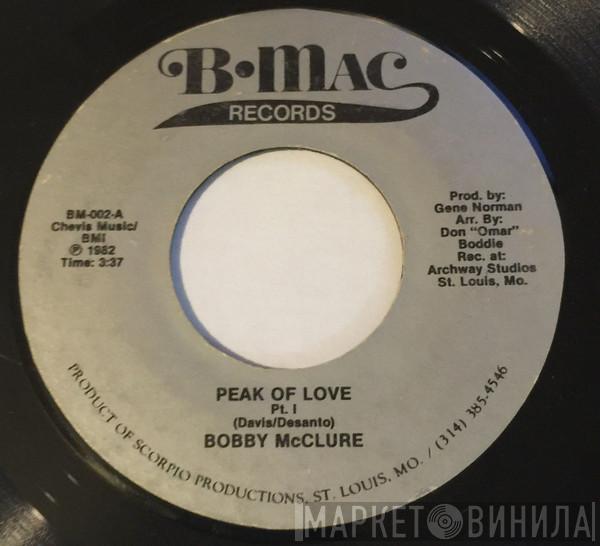 B•MAC
RECORDS
BM-002-A
Chevis Music/
BMI
℗ 1982
Time: 3:37
Prod. by:
Gene Norman
Arr. By:
Don "Omar"
Boddie
Rec. at:
Archway Studios
St. Louis, Mo.
PEAK OF LOVE
Pt. I
(Davis/Desanto)
BOBBY McCLURE
PRODUCT OF SCORPIO PRODUCTIONS, ST. LOUIS, MO. / (314) 385-4546
МАРКЕТ ВИНИЛА